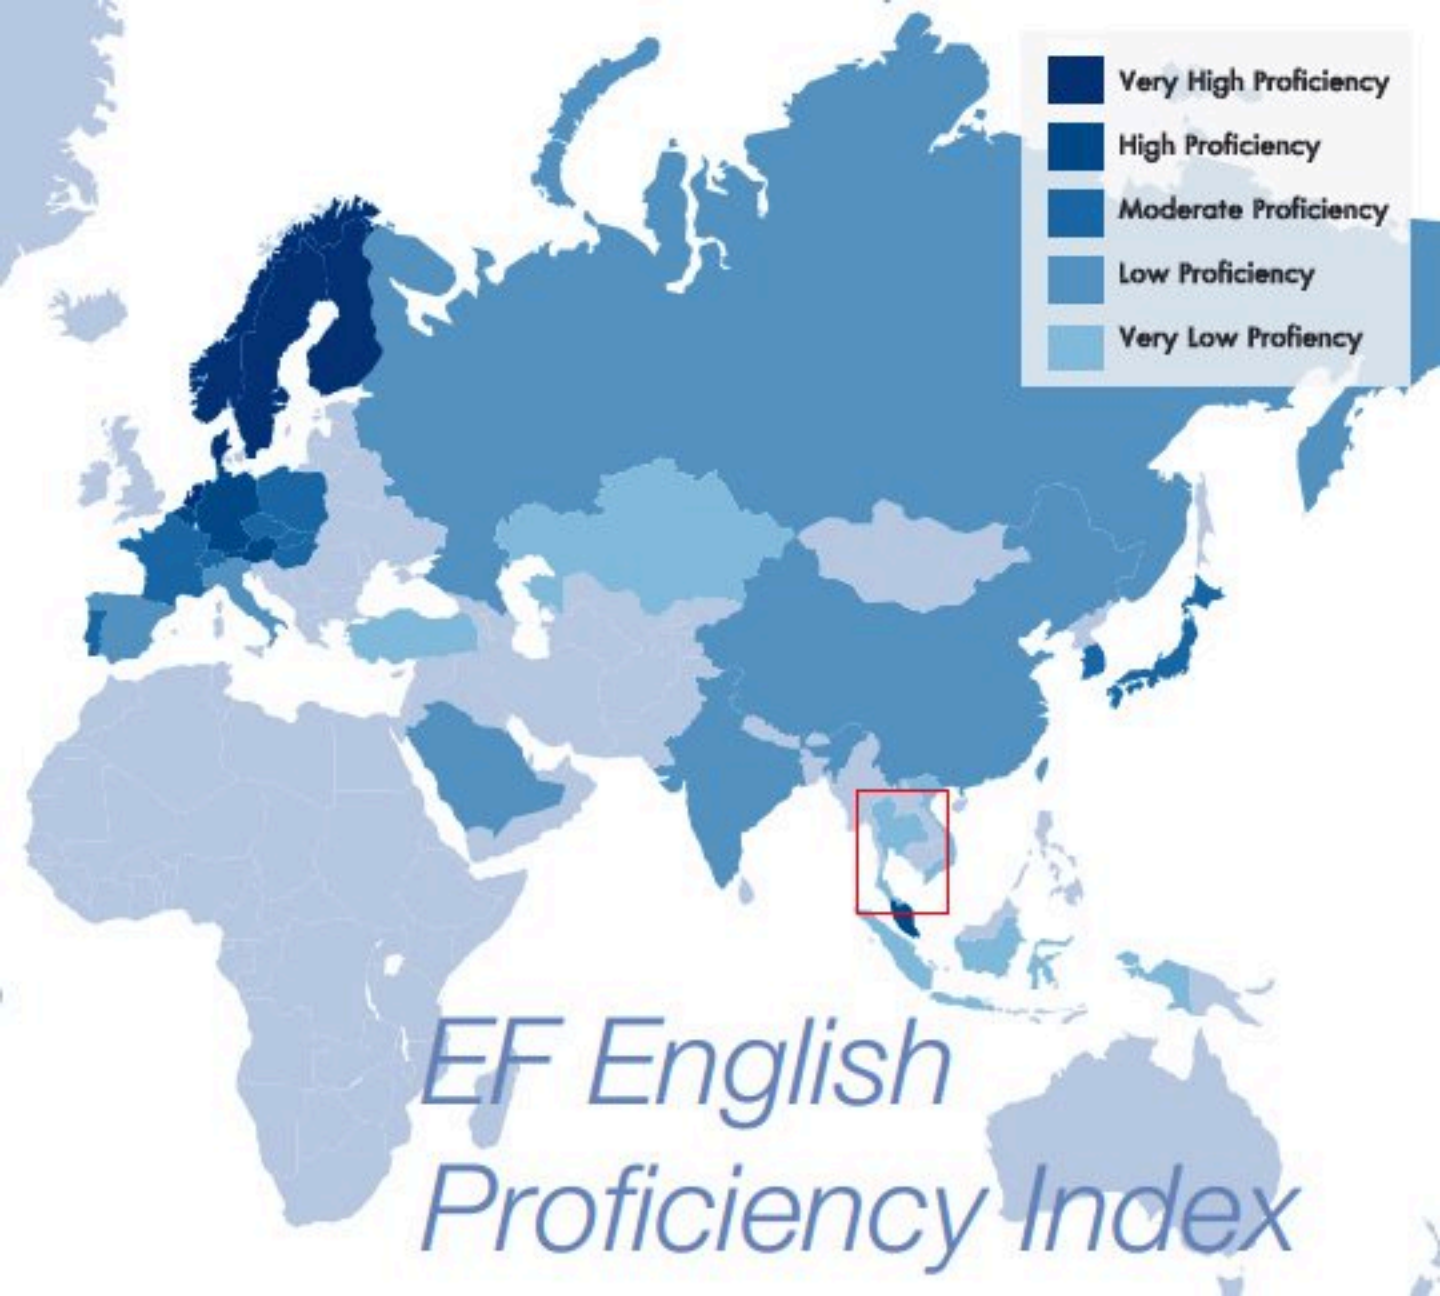 Very High Proficiency
High Proficiency
Moderate Proficiency
Low Proficiency
Very Low Profiency
EF English
Proficiency Index